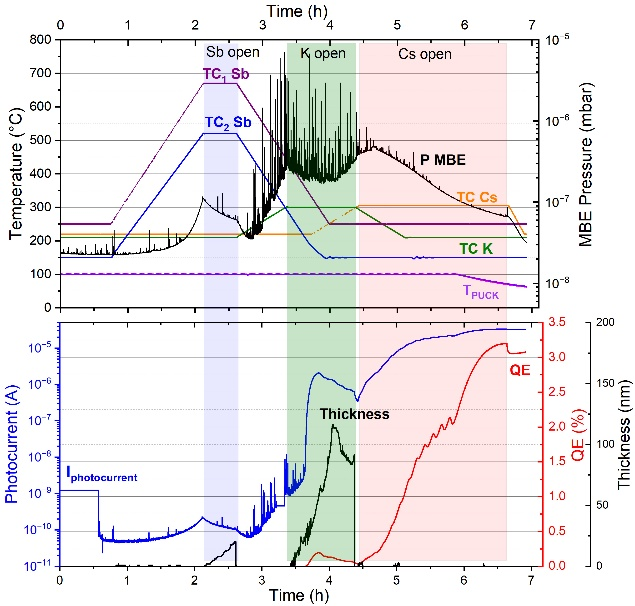 Time (h)
0 1 2 3 4 5 6 7
Sb open K open Cs open
800
700
600
500
400
300
200
100
0
Temperature (°C)
TC₁ Sb
TC₂ Sb
P MBE
TC Cs
TC K
T_PUCK
10⁻⁵
10⁻⁶
10⁻⁷
10⁻⁸
MBE Pressure (mbar)
10⁻⁵
10⁻⁶
10⁻⁷
10⁻⁸
10⁻⁹
10⁻¹⁰
10⁻¹¹
Photocurrent (A)
I_photocurrent
Thickness
QE
3.5
3.0
2.5
2.0
1.5
1.0
0.5
0.0
QE (%)
200
150
100
50
0
Thickness (nm)
0 1 2 3 4 5 6 7
Time (h)